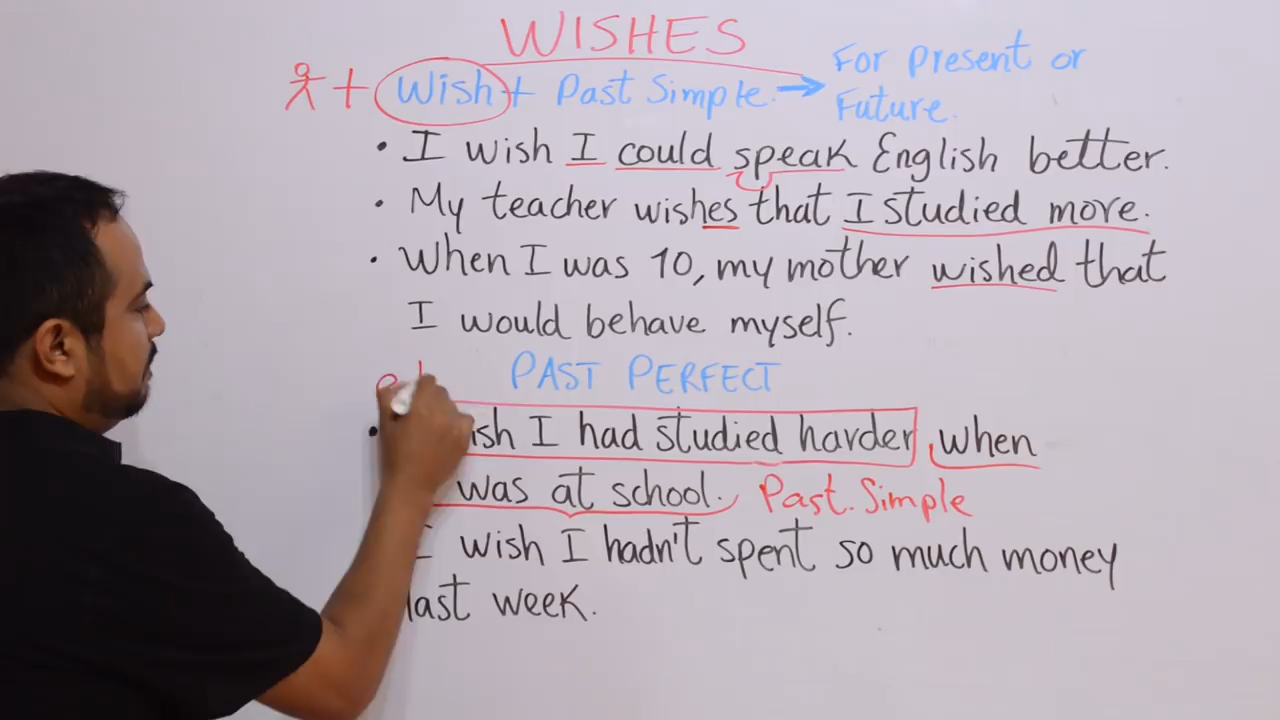 WISHES
+ Wish + Past Simple. → For Present or
Future.
• I wish I could speak English better.
• My teacher wishes that I studied more.
• When I was 10, my mother wished that
I would behave myself.
PAST PERFECT
• I had studied harder, when
was at school. Past. Simple
I wish I hadn't spent so much money
last week.